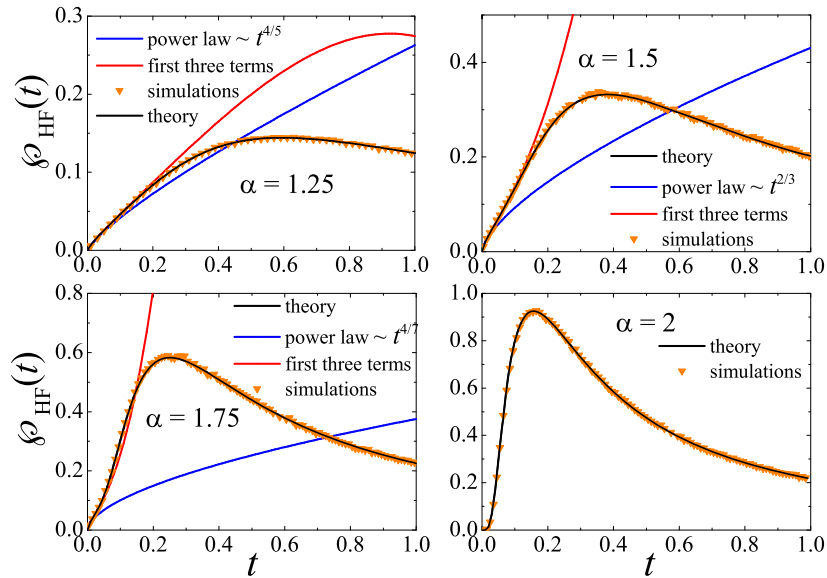 0.3
0.2
0.1
0.0
℘HF(t)
power law ~ t^4/5
first three terms
simulations
theory
α = 1.25
0.0 0.2 0.4 0.6 0.8 1.0
0.4
0.2
0.0
α = 1.5
theory
power law ~ t^2/3
first three terms
simulations
0.0 0.2 0.4 0.6 0.8 1.0
0.8
0.6
0.4
0.2
0.0
℘HF(t)
theory
power law ~ t^4/7
first three terms
simulations
α = 1.75
0.0 0.2 0.4 0.6 0.8 1.0
t
1.0
0.8
0.6
0.4
0.2
0.0
α = 2
theory
simulations
0.0 0.2 0.4 0.6 0.8 1.0
t